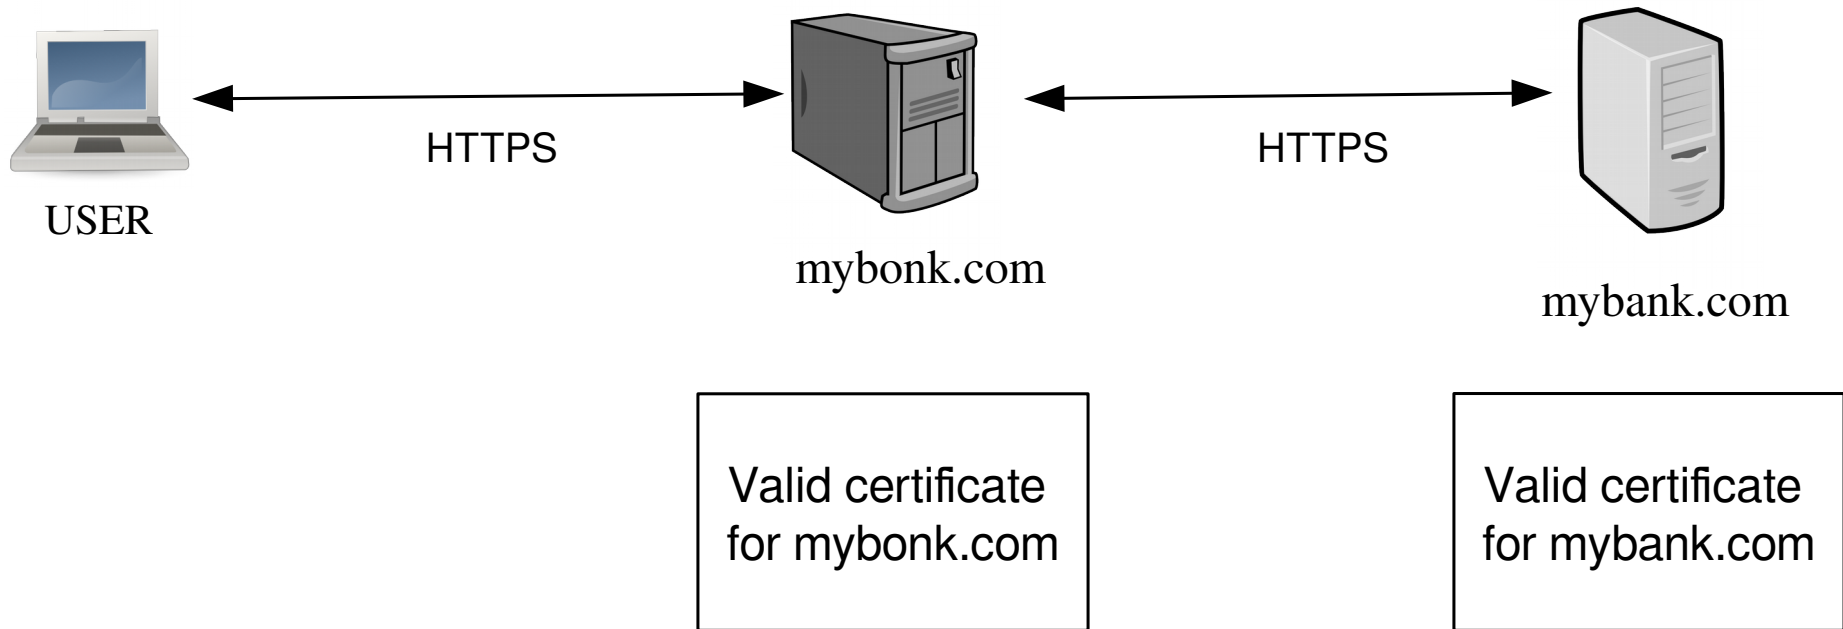 HTTPS
HTTPS
USER
mybonk.com
mybank.com
Valid certificate
for mybonk.com
Valid certificate
for mybank.com